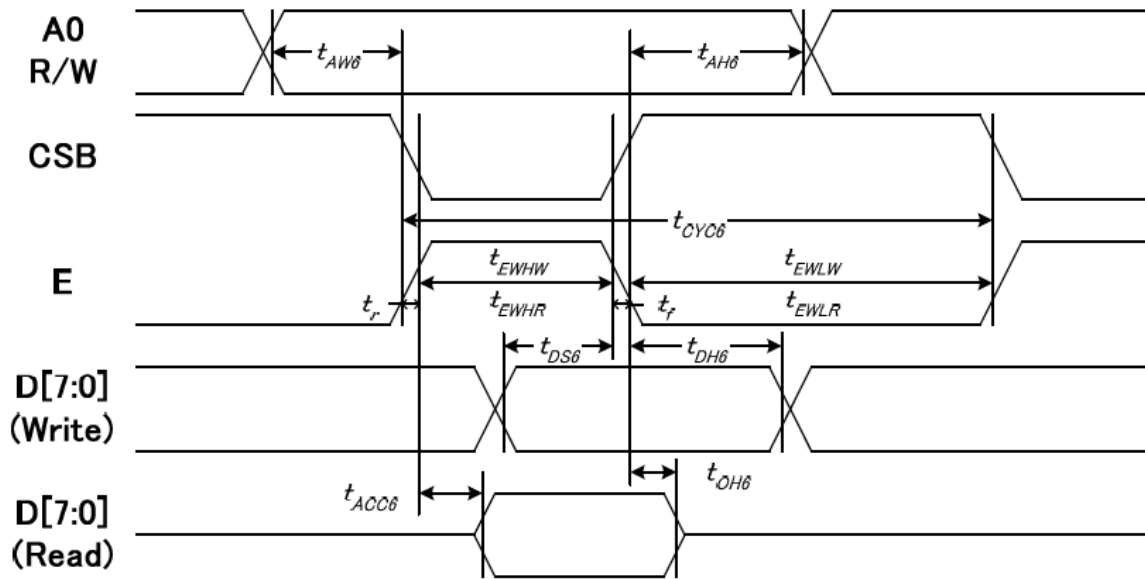 A0
R/W
t_AW6
t_AH6
CSB
t_CYC6
E
t_EWHW
t_EWLW
t_r
t_EWHR
t_f
t_EWLR
t_DS6
t_DH6
D[7:0]
(Write)
t_ACC6
t_OH6
D[7:0]
(Read)